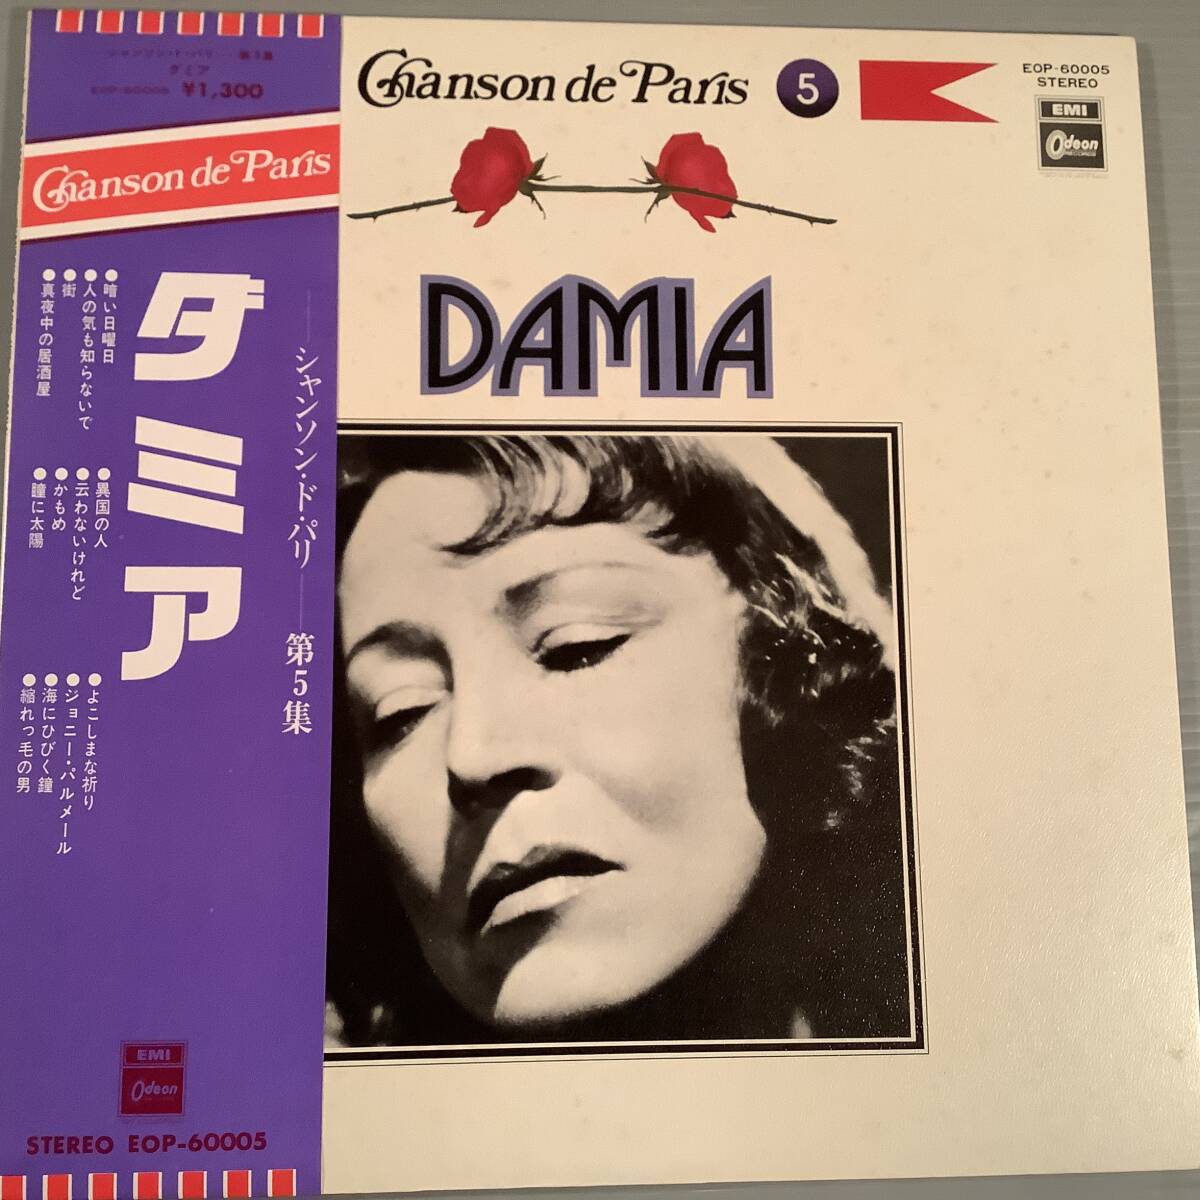 シャンソン・ド・パリ 第5集
ダミア
EOP-60005 ¥1,300
Chanson de Paris
ダミア
シャンソン・ド・パリ
第5集
●暗い日曜日
●人の気も知らないで
●街
●真夜中の居酒屋
●異国の人
●云わないけれど
●かもめ
●瞳に太陽
●よこしまな祈り
●ジョニー・パルメール
●海にひびく鐘
●縮れっ毛の男
EMI
Odeon
STEREO EOP-60005
Chanson de Paris 5
EOP-60005
STEREO
EMI
Odeon
RECORDS
DAMIA